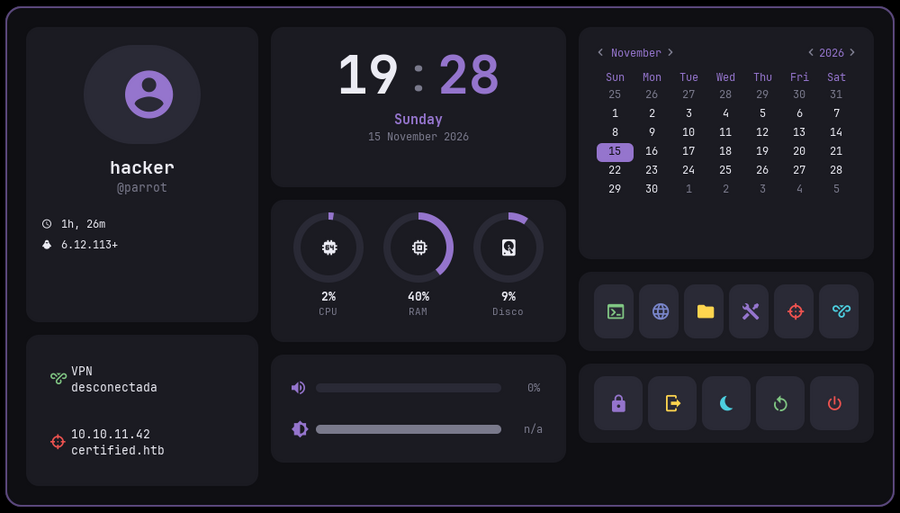 hacker
@parrot
1h, 26m
6.12.113+
VPN
desconectada
10.10.11.42
certified.htb
19 : 28
Sunday
15 November 2026
64
2% 40% 9%
CPU RAM Disco
0%
n/a
November 2026
Sun Mon Tue Wed Thu Fri Sat
25 26 27 28 29 30 31
1 2 3 4 5 6 7
8 9 10 11 12 13 14
15 16 17 18 19 20 21
22 23 24 25 26 27 28
29 30 1 2 3 4 5